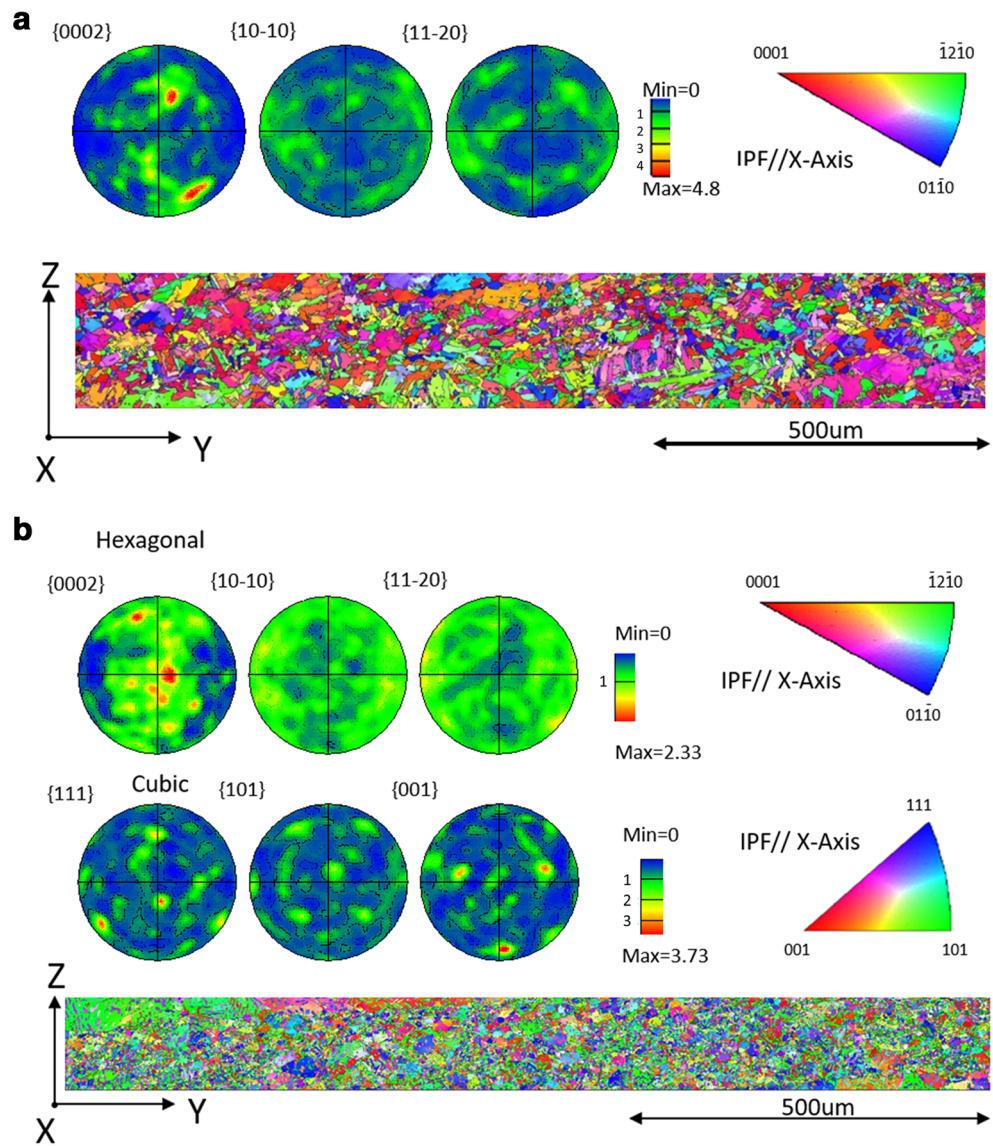 a
{0002} {10-10} {11-20}
Min=0
1
2
3
4
Max=4.8
0001 1̅21̅0
IPF//X-Axis
011̅0
Z
X Y
500um
b
Hexagonal
{0002} {10-10} {11-20}
Min=0
1
Max=2.33
0001 1̅21̅0
IPF// X-Axis
011̅0
Cubic
{111} {101} {001}
Min=0
1
2
3
Max=3.73
111
IPF// X-Axis
001 101
Z
X Y
500um